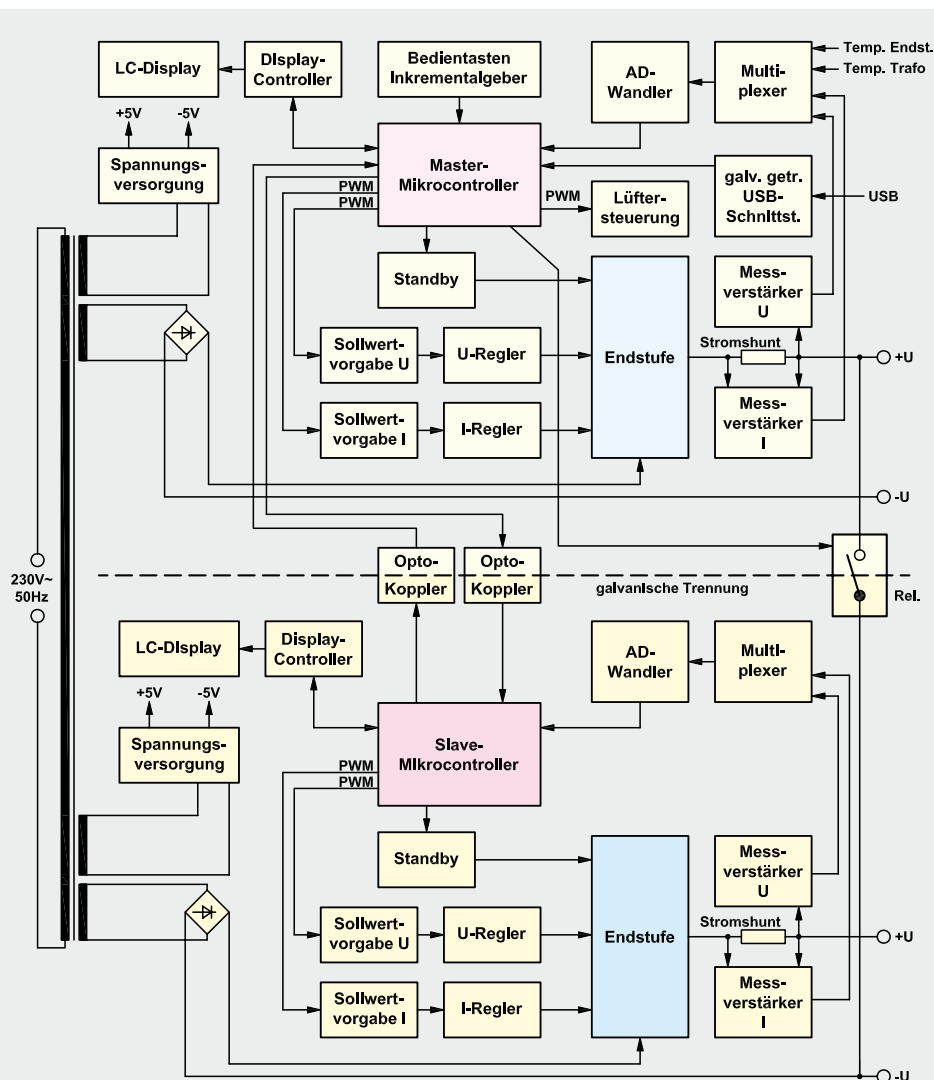 LC-Display
DIsplay-
Controller
Bedientasten
Inkrementalgeber
AD-
Wandler
Multi-
plexer
Temp. Endst.
Temp. Trafo
+5V
-5V
Spannungs-
versorgung
Master-
Mikrocontroller
PWM
PWM
PWM
Lüfter-
steuerung
galv. getr.
USB-
Schnittst.
USB
Standby
Endstufe
Mess-
verstärker
U
Sollwert-
vorgabe U
U-Regler
Stromshunt
+U
Sollwert-
vorgabe I
I-Regler
Mess-
verstärker
I
-U
230V~
50Hz
Opto-
Koppler
Opto-
Koppler
galvanische Trennung
Rel.
LC-DIsplay
Display-
Controller
AD-
Wandler
Multi-
plexer
+5V
-5V
Spannungs-
versorgung
Slave-
MIkrocontroller
PWM
PWM
Standby
Endstufe
Mess-
verstärker
U
Sollwert-
vorgabe U
U-Regler
Stromshunt
+U
Sollwert-
vorgabe I
I-Regler
Mess-
verstärker
I
-U